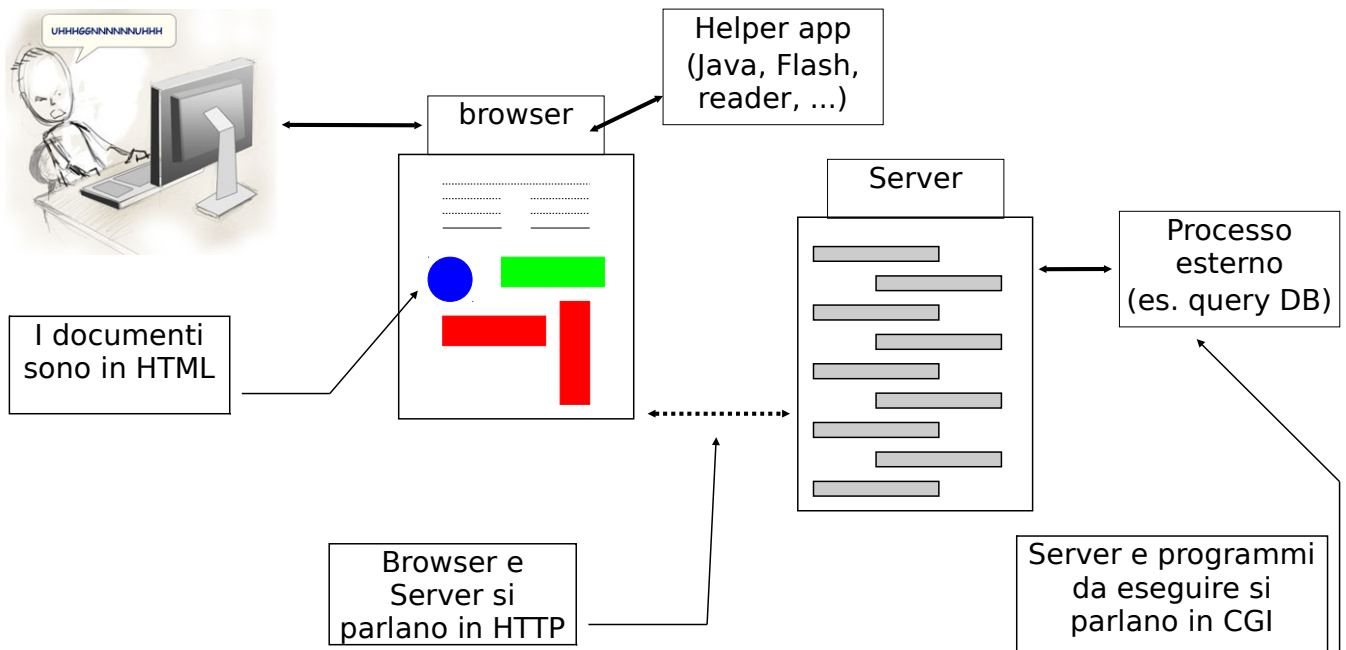 UHHHGGNNNNNNUHHH
Helper app
(Java, Flash,
reader, ...)
browser
Server
Processo
esterno
(es. query DB)
I documenti
sono in HTML
Browser e
Server si
parlano in HTTP
Server e programmi
da eseguire si
parlano in CGI